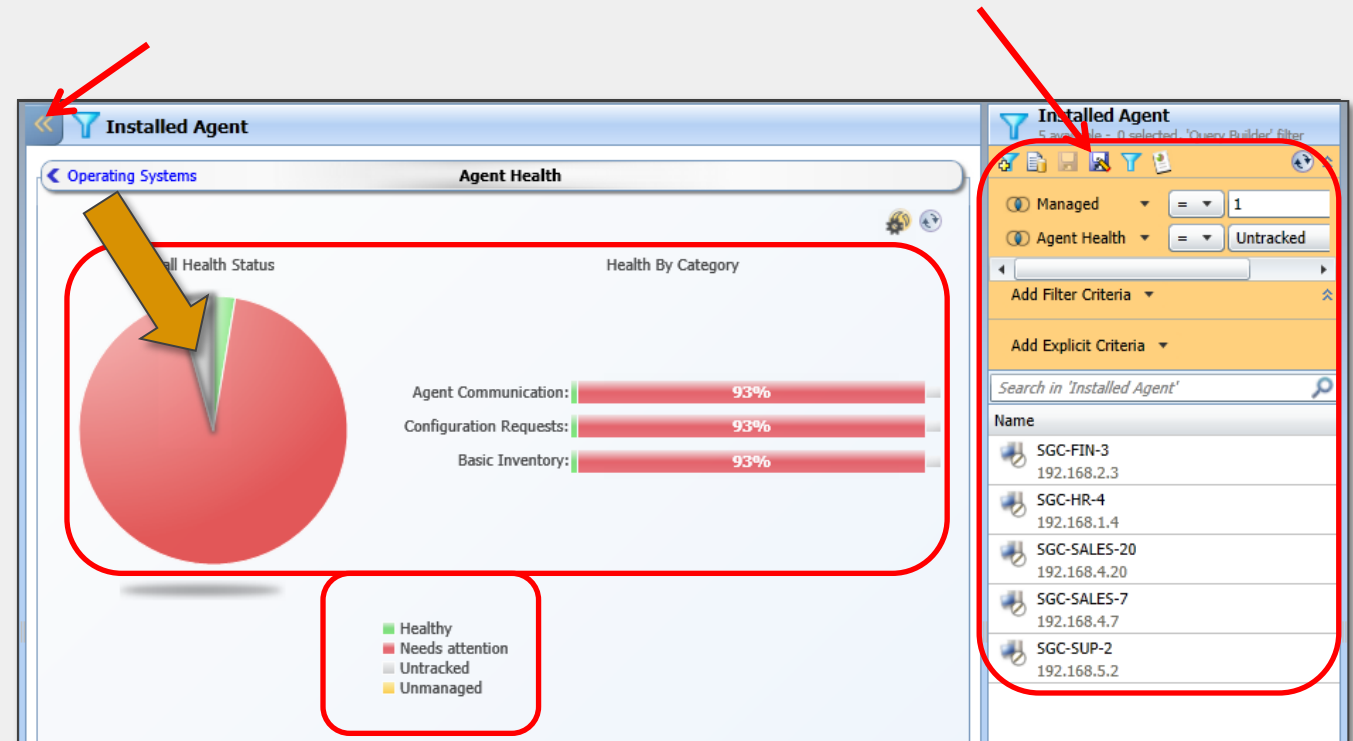 Installed Agent
Operating Systems
Agent Health
all Health Status
Health By Category
Agent Communication:
93%
Configuration Requests:
93%
Basic Inventory:
93%
Healthy
Needs attention
Untracked
Unmanaged
Installed Agent
0 selected, 'Query Builder' filter
Managed = 1
Agent Health = Untracked
Add Filter Criteria
Add Explicit Criteria
Search in 'Installed Agent'
Name
SGC-FIN-3
192.168.2.3
SGC-HR-4
192.168.1.4
SGC-SALES-20
192.168.4.20
SGC-SALES-7
192.168.4.7
SGC-SUP-2
192.168.5.2